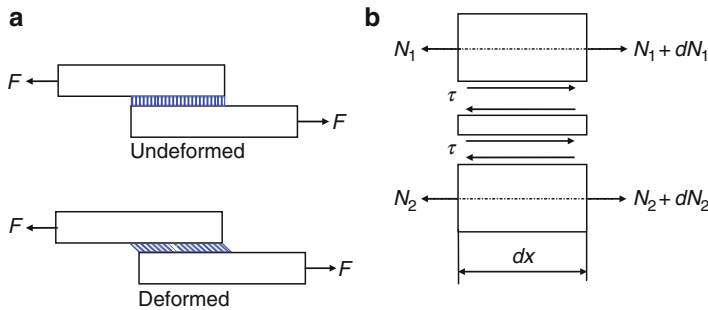 a
F
F
Undeformed
F
F
Deformed
b
N1 N1 + dN1
τ
τ
N2 N2 + dN2
dx